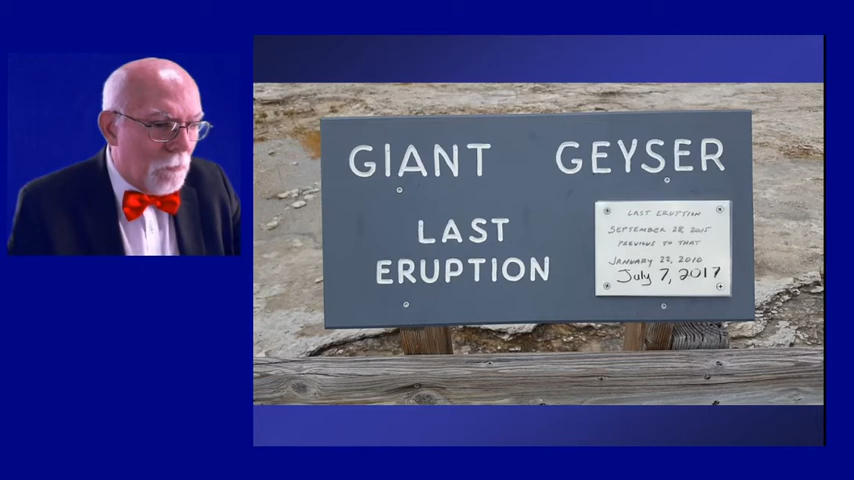 GIANT GEYSER
LAST
ERUPTION
LAST ERUPTION
SEPTEMBER 28, 2015
PREVIOUS TO THAT
JANUARY 22, 2010
July 7, 2017